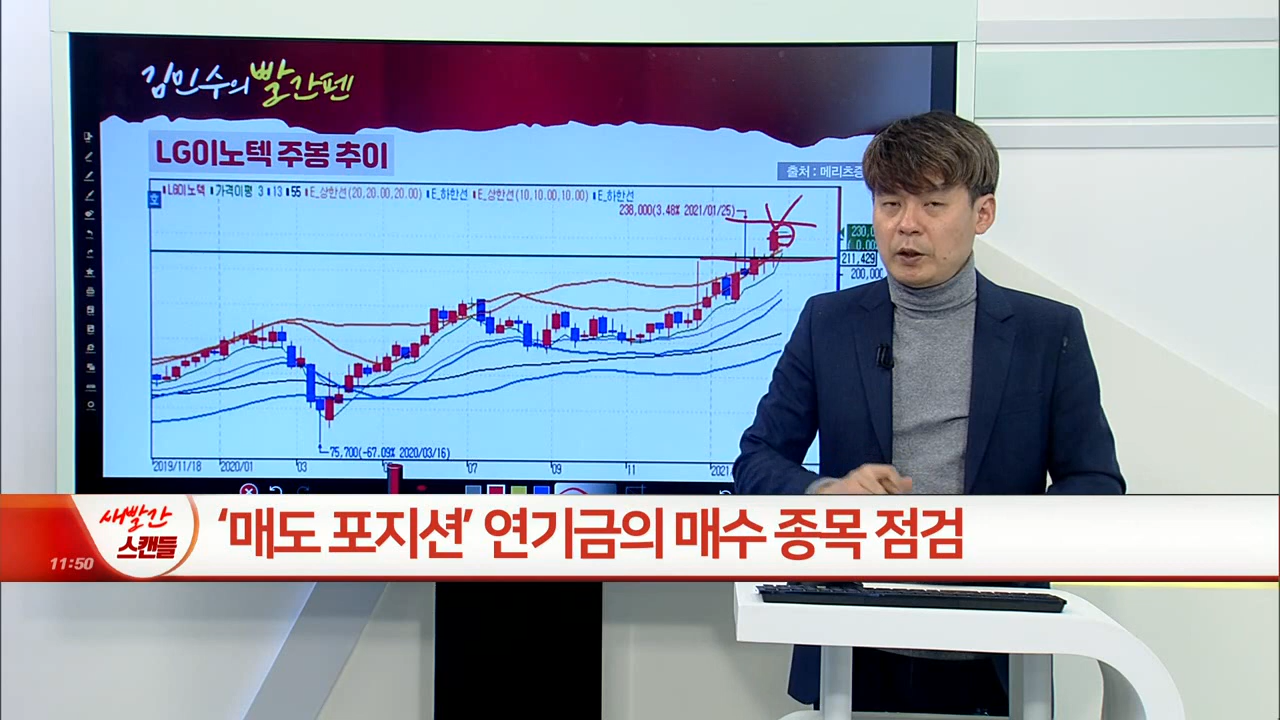 김민수의 빨간펜
LG이노텍 주봉 추이
출처 : 메리츠증
LG이노텍 가격이평 3 13 55 E_상한선(20,20.00,20.00) E_하한선 E_상한선(10,10.00,10.00) E_하한선
238,000(3.48% 2021/01/25)
230,0
( 0.00
211,429
200,000
75,700(-67.09% 2020/03/16)
2019/11/18 2020/01 03 07 09 11 2021
새빨간
스캔들
11:50
‘매도 포지션’ 연기금의 매수 종목 점검